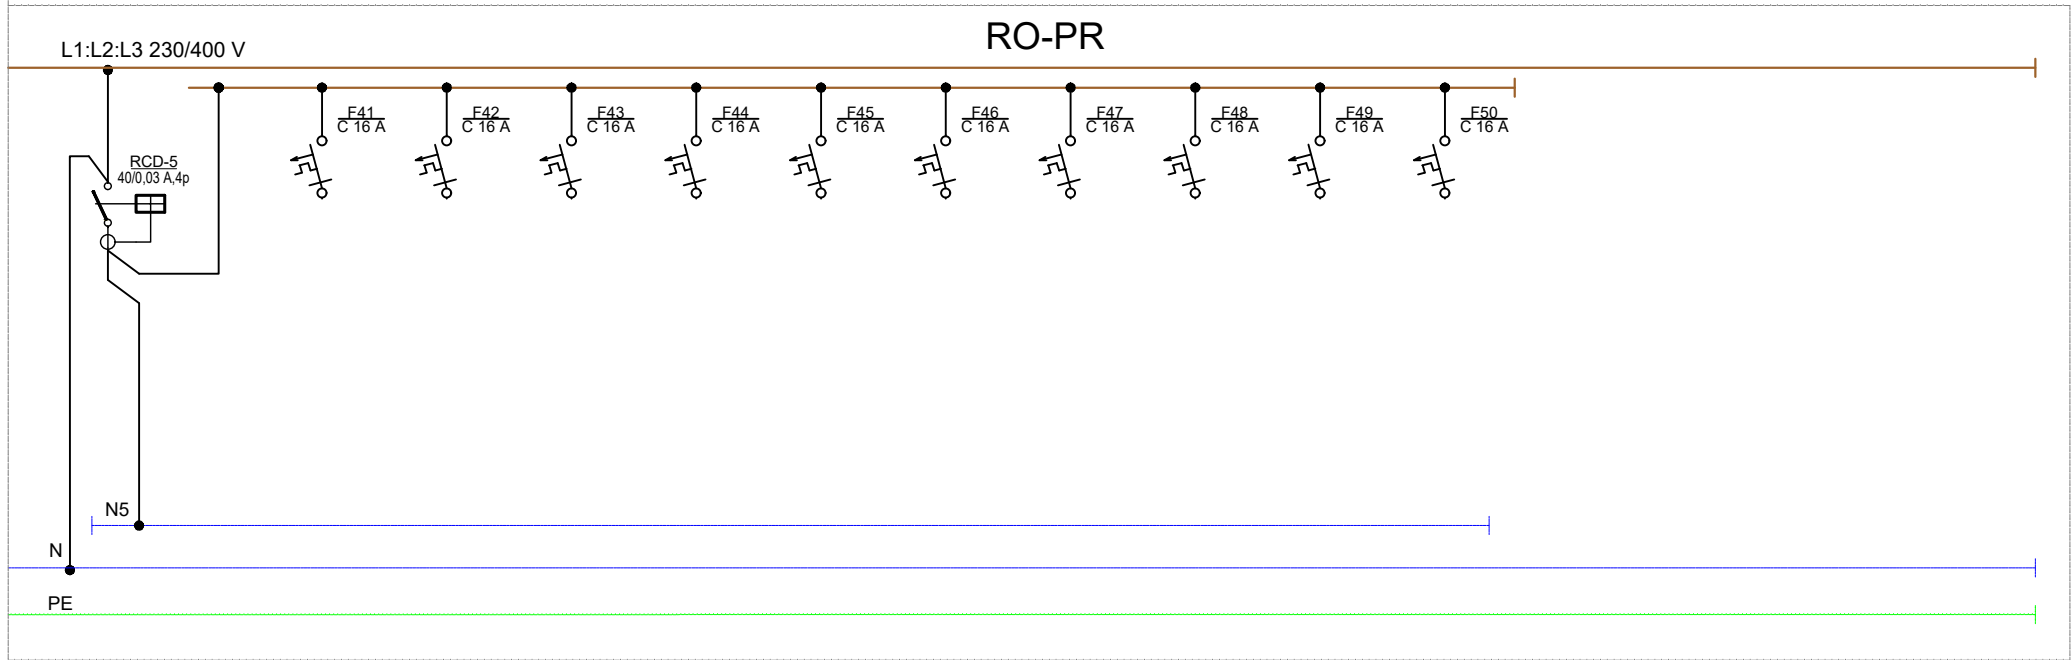 RO-PR
L1:L2:L3 230/400 V
F41
C 16 A
F42
C 16 A
F43
C 16 A
F44
C 16 A
F45
C 16 A
F46
C 16 A
F47
C 16 A
F48
C 16 A
F49
C 16 A
F50
C 16 A
RCD-5
40/0,03 A,4p
N5
N
PE